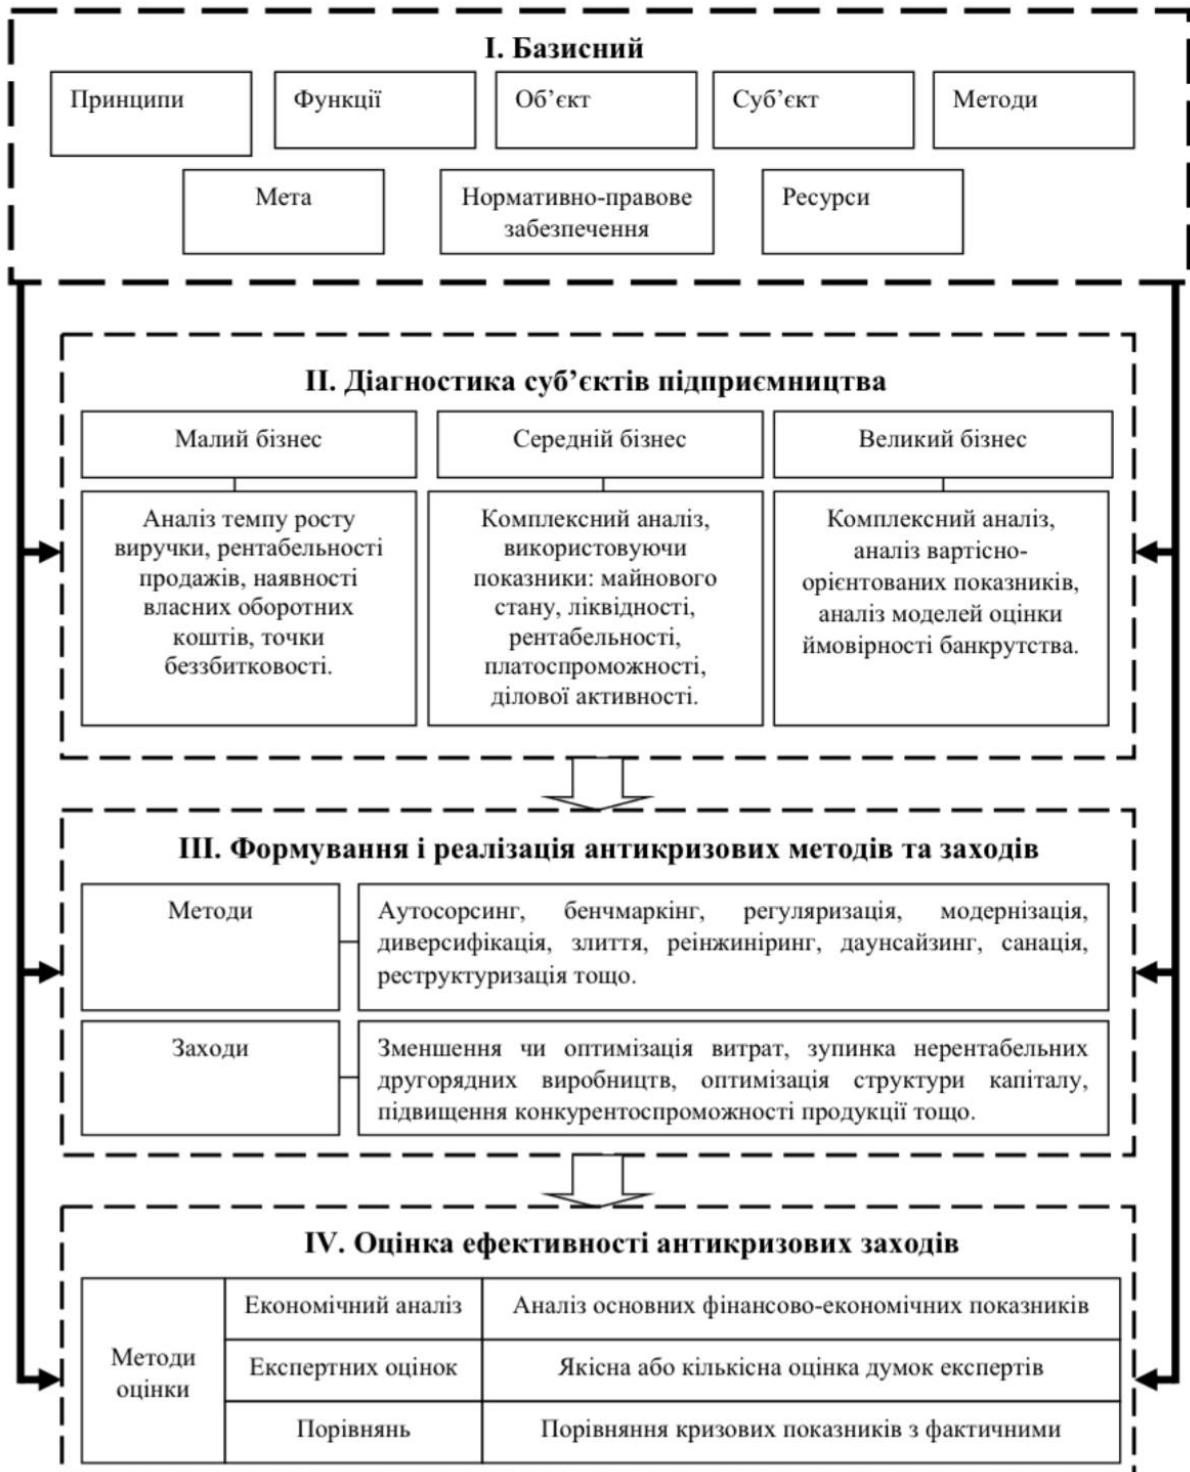 I. Базисний
Принципи
Функції
Об’єкт
Суб’єкт
Методи
Мета
Нормативно-правове
забезпечення
Ресурси
II. Діагностика суб’єктів підприємництва
Малий бізнес
Середній бізнес
Великий бізнес
Аналіз темпу росту
виручки, рентабельності
продажів, наявності
власних оборотних
коштів, точки
беззбитковості.
Комплексний аналіз,
використовуючи
показники: майнового
стану, ліквідності,
рентабельності,
платоспроможності,
ділової активності.
Комплексний аналіз,
аналіз вартісно-
орієнтованих показників,
аналіз моделей оцінки
ймовірності банкрутства.
III. Формування і реалізація антикризових методів та заходів
Методи
Аутосорсинг, бенчмаркінг, регуляризація, модернізація,
диверсифікація, злиття, реінжиніринг, даунсайзинг, санація,
реструктуризація тощо.
Заходи
Зменшення чи оптимізація витрат, зупинка нерентабельних
другорядних виробництв, оптимізація структури капіталу,
підвищення конкурентоспроможності продукції тощо.
IV. Оцінка ефективності антикризових заходів
Методи
оцінки
Економічний аналіз
Аналіз основних фінансово-економічних показників
Експертних оцінок
Якісна або кількісна оцінка думок експертів
Порівнянь
Порівняння кризових показників з фактичними